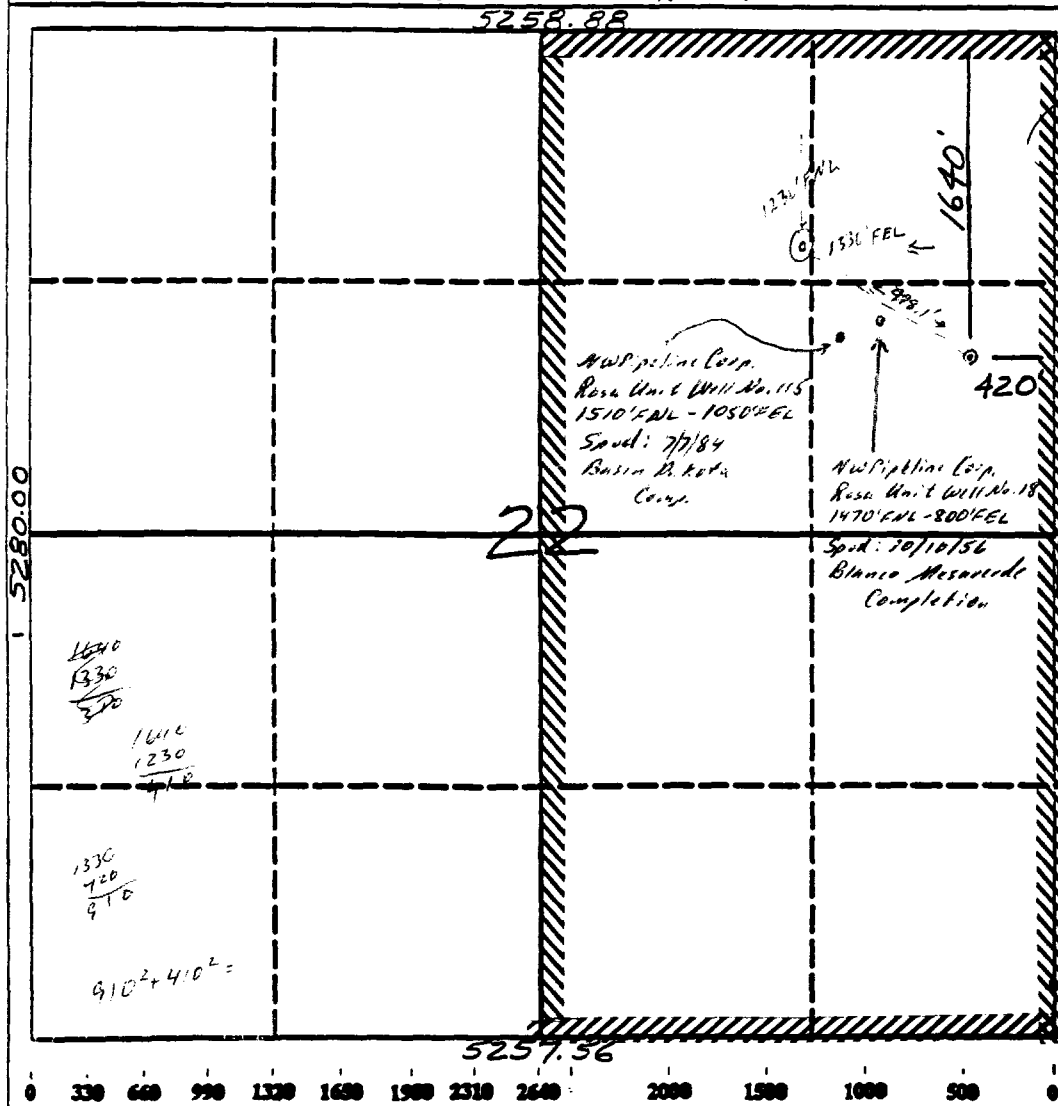 5258.88
1640'
1230' FNL
1330' FEL
998.1'
420'
NW Pipeline Corp.
Rosa Unit Well No. 115
1510' FNL - 1050' FEL
Spud: 7/7/84
Basin Dakota
Comp.
NW Pipeline Corp.
Rosa Unit Well No. 18
1470' FNL - 800' FEL
Spud: 10/10/56
Blanco Mesaverde
Completion
22
5280.00
1640
1330
310
1640
1230
410
1330
420
910
910² + 410² =
5257.56
0 330 660 990 1320 1650 1980 2310 2640 2000 1500 1000 500 0